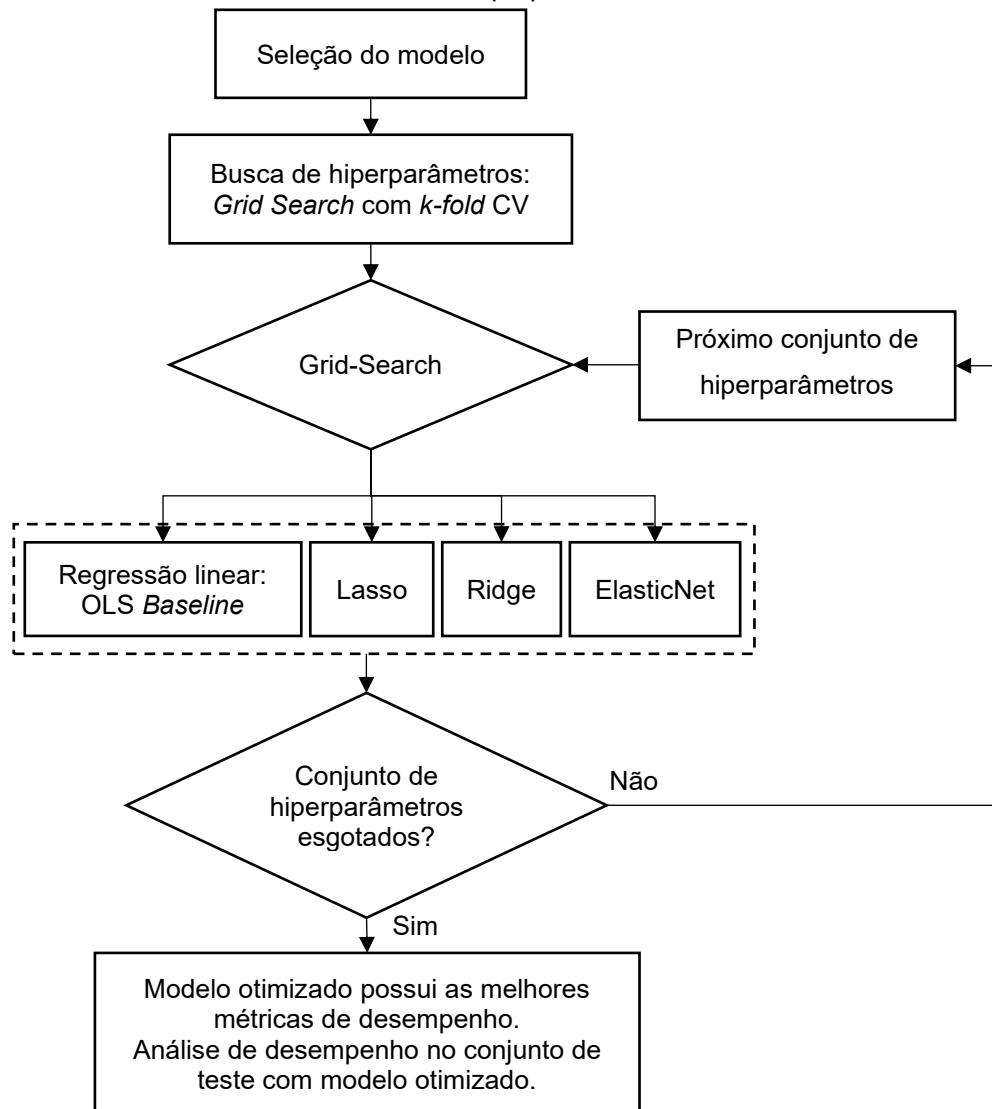 Seleção do modelo
Busca de hiperparâmetros:
Grid Search com k-fold CV
Grid-Search
Próximo conjunto de
hiperparâmetros
Regressão linear:
OLS Baseline
Lasso
Ridge
ElasticNet
Conjunto de
hiperparâmetros
esgotados?
Não
Sim
Modelo otimizado possui as melhores
métricas de desempenho.
Análise de desempenho no conjunto de
teste com modelo otimizado.